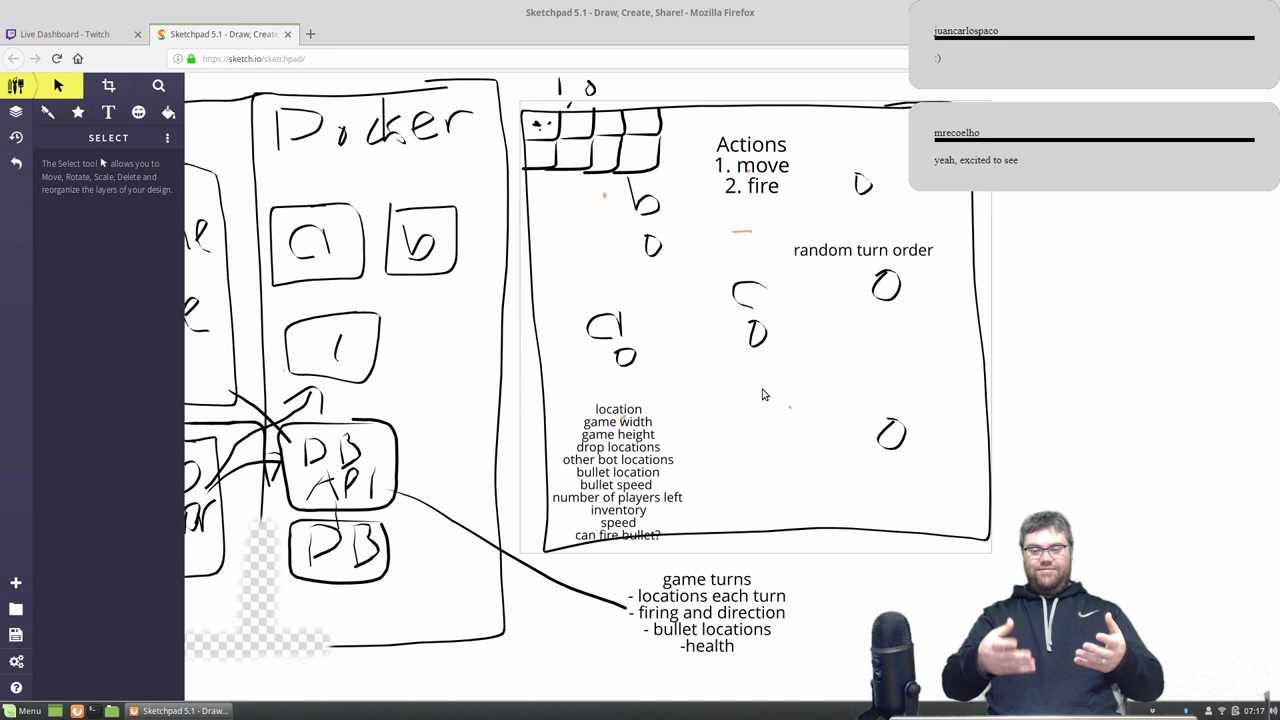 Sketchpad 5.1 - Draw, Create, Share! - Mozilla Firefox
Live Dashboard - Twitch
Sketchpad 5.1 - Draw, Create
https://sketch.io/sketchpad/
juancarlospaco
:)
mrecoelho
yeah, excited to see
SELECT
The Select tool allows you to
Move, Rotate, Scale, Delete and
reorganize the layers of your design.
Docker
a
b
1
DB
API
DB
1, 0
Actions
1. move
2. fire
random turn order
b
c
a
location
game width
game height
drop locations
other bot locations
bullet location
bullet speed
number of players left
inventory
speed
can fire bullet?
game turns
- locations each turn
- firing and direction
- bullet locations
-health
Menu
Sketchpad 5.1 - Draw...
07:17